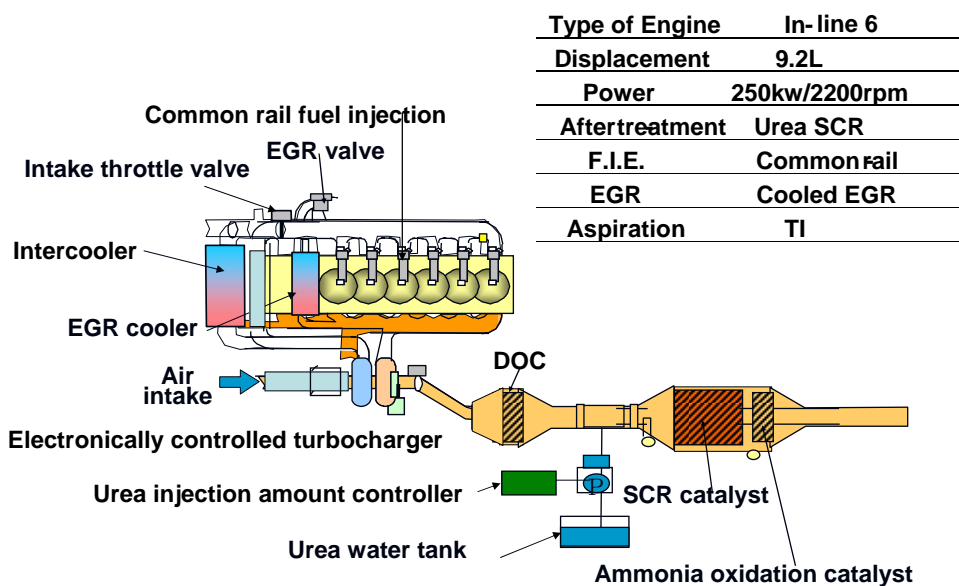 Type of Engine In-line 6
Displacement 9.2L
Power 250kw/2200rpm
Aftertreatment Urea SCR
F.I.E. Common rail
EGR Cooled EGR
Aspiration TI
Common rail fuel injection
EGR valve
Intake throttle valve
Intercooler
EGR cooler
Air
intake
DOC
Electronically controlled turbocharger
Urea injection amount controller
P
SCR catalyst
Urea water tank
Ammonia oxidation catalyst